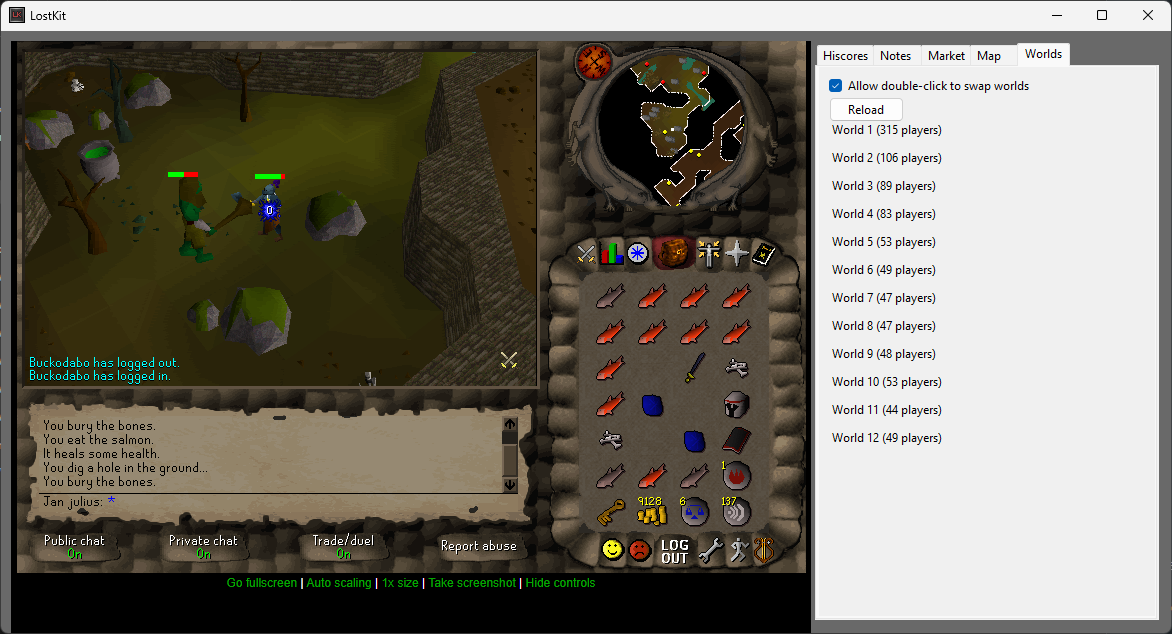 LostKit
Hiscores
Notes
Market
Map
Worlds
Allow double-click to swap worlds
Reload
World 1 (315 players)
World 2 (106 players)
World 3 (89 players)
World 4 (83 players)
World 5 (53 players)
World 6 (49 players)
World 7 (47 players)
World 8 (47 players)
World 9 (48 players)
World 10 (53 players)
World 11 (44 players)
World 12 (49 players)
0
Buckodabo has logged out.
Buckodabo has logged in.
You bury the bones.
You eat the salmon.
It heals some health.
You dig a hole in the ground...
You bury the bones.
Jan julius: *
Public chat
On
Private chat
On
Trade/duel
On
Report abuse
1
9128
6
137
LOG
OUT
Go fullscreen | Auto scaling | 1x size | Take screenshot | Hide controls